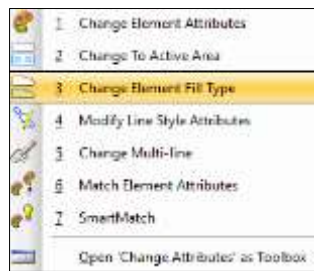 1 Change Element Attributes
2 Change To Active Area
3 Change Element Fill Type
4 Modify Line Style Attributes
5 Change Multi-line
6 Match Element Attributes
7 SmartMatch
Open 'Change Attributes' as Toolbox